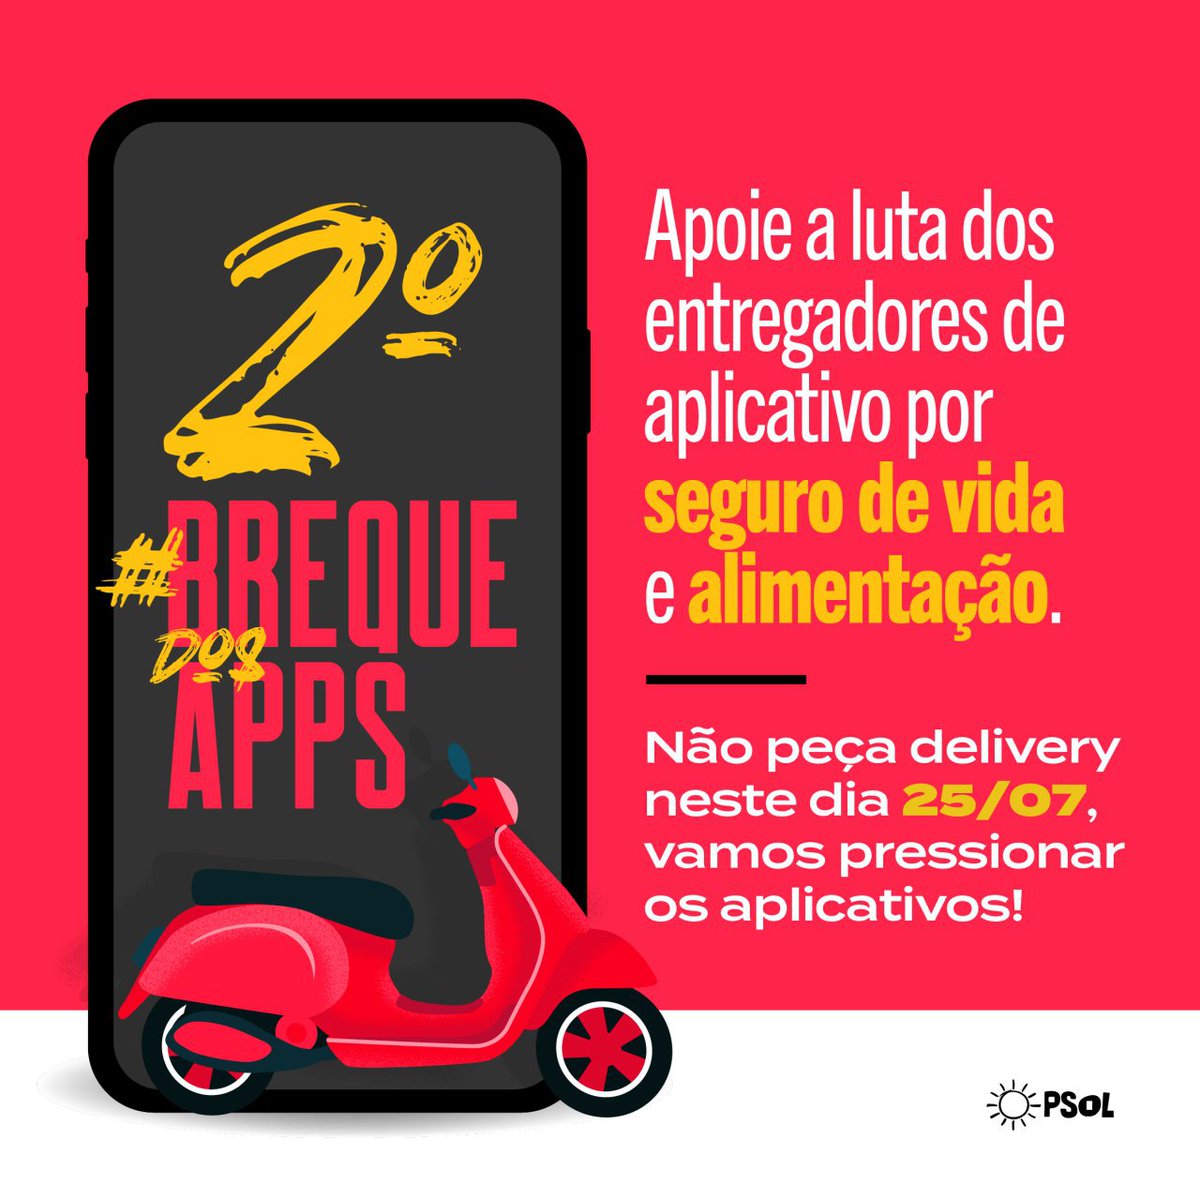 2º
#BREQUE
DOS
APPS
Apoie a luta dos
entregadores de
aplicativo por
seguro de vida
e alimentação.
Não peça delivery
neste dia 25/07,
vamos pressionar
os aplicativos!
PSOL